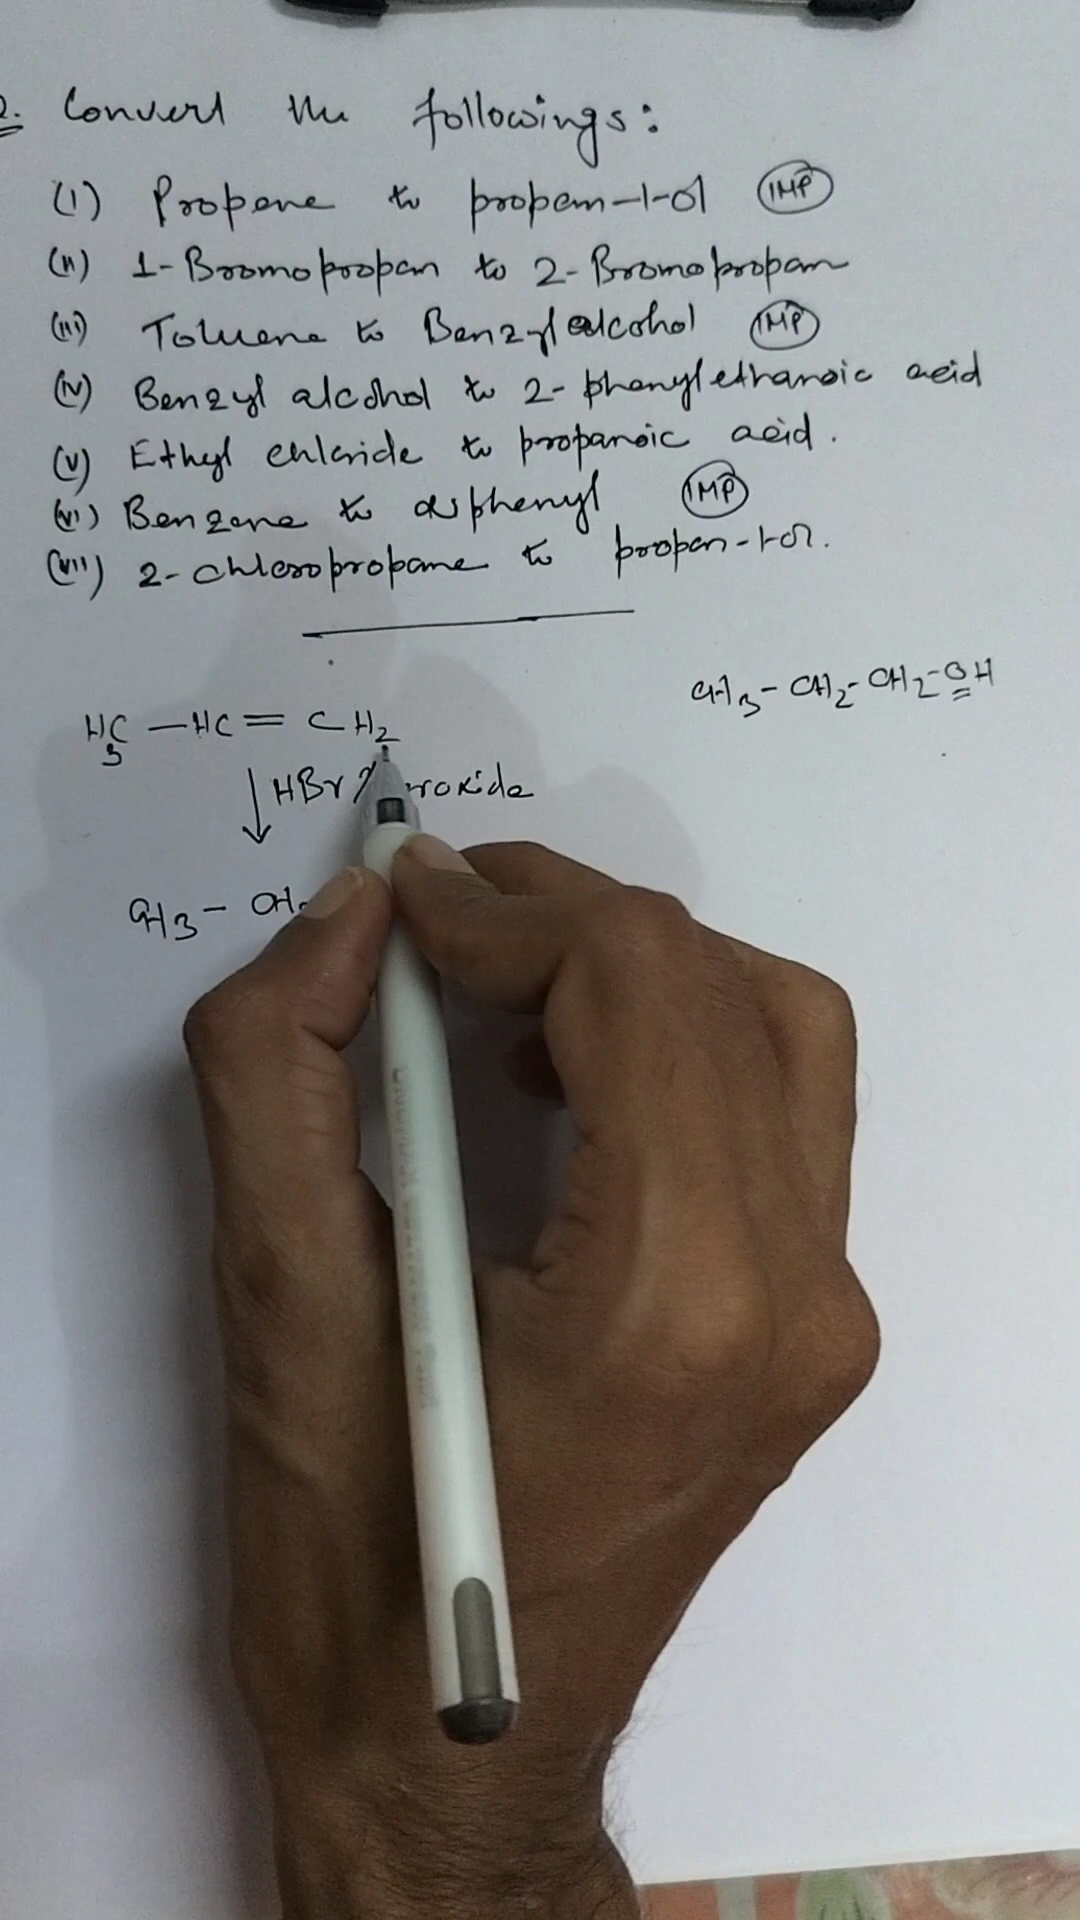 2. Convert the followings:
(i) Propene to propan-1-ol IMP
(ii) 1-Bromopropan to 2-Bromopropan
(iii) Toluene to Benzyl alcohol IMP
(iv) Benzyl alcohol to 2-phenylethanoic acid
(v) Ethyl chloride to propanoic acid.
(vi) Benzene to diphenyl IMP
(vii) 2-chloropropane to propan-1-ol.
CH3-CH2-CH2-OH
H3C-HC=CH2
↓ HBr/ roxide
CH3-CH2